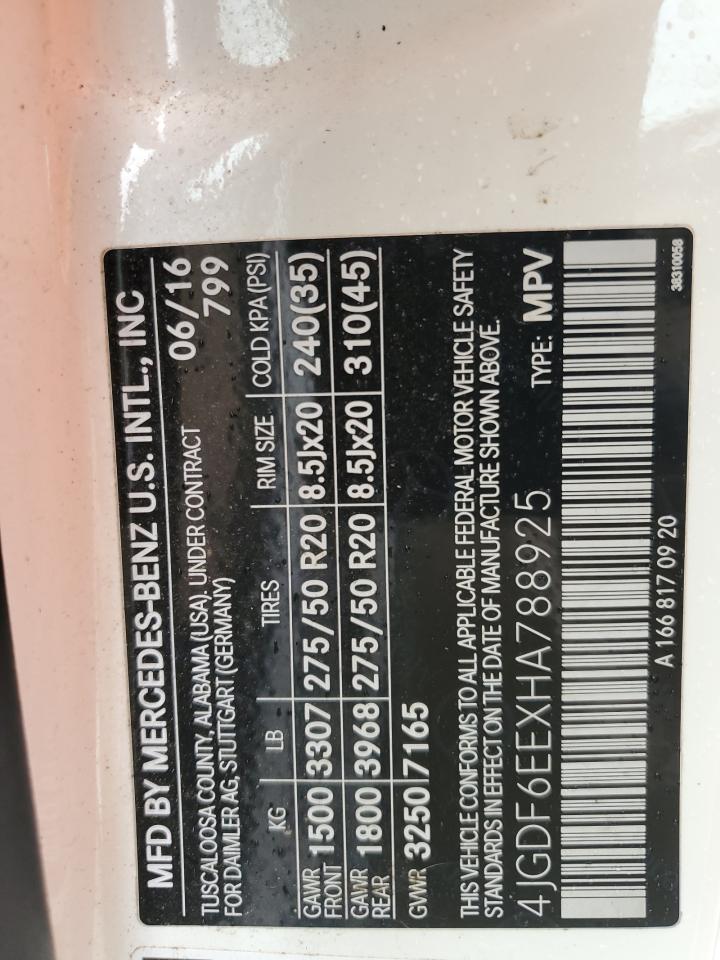 MFD BY MERCEDES-BENZ U.S. INTL., INC
TUSCALOOSA COUNTY, ALABAMA (USA), UNDER CONTRACT 06/16
FOR DAIMLER AG, STUTTGART (GERMANY) 799
KG LB TIRES RIM SIZE COLD KPA (PSI)
GAWR FRONT 1500 3307 275/50 R20 8.5Jx20 240(35)
GAWR REAR 1800 3968 275/50 R20 8.5Jx20 310(45)
GVWR 3250 7165
THIS VEHICLE CONFORMS TO ALL APPLICABLE FEDERAL MOTOR VEHICLE SAFETY
STANDARDS IN EFFECT ON THE DATE OF MANUFACTURE SHOWN ABOVE.
4JGDF6EEXHA788925 TYPE: MPV
A 166 817 09 20 38310058